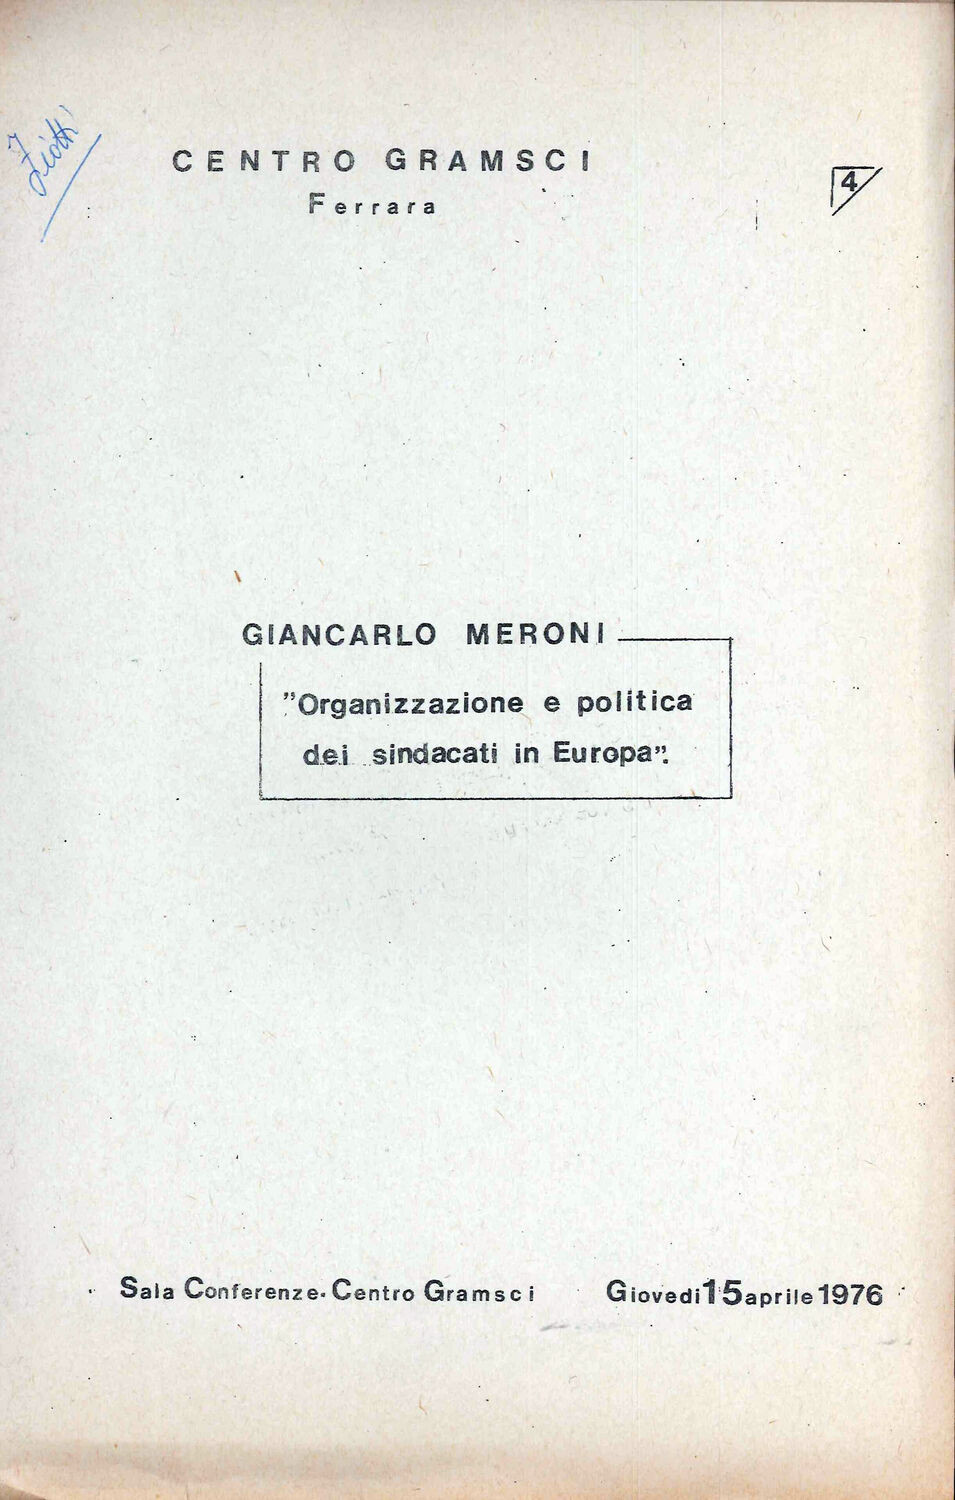 CENTRO GRAMSCI
Ferrara
4
GIANCARLO MERONI
"Organizzazione e politica
dei sindacati in Europa".
Sala Conferenze-Centro Gramsci Giovedi 15 aprile 1976